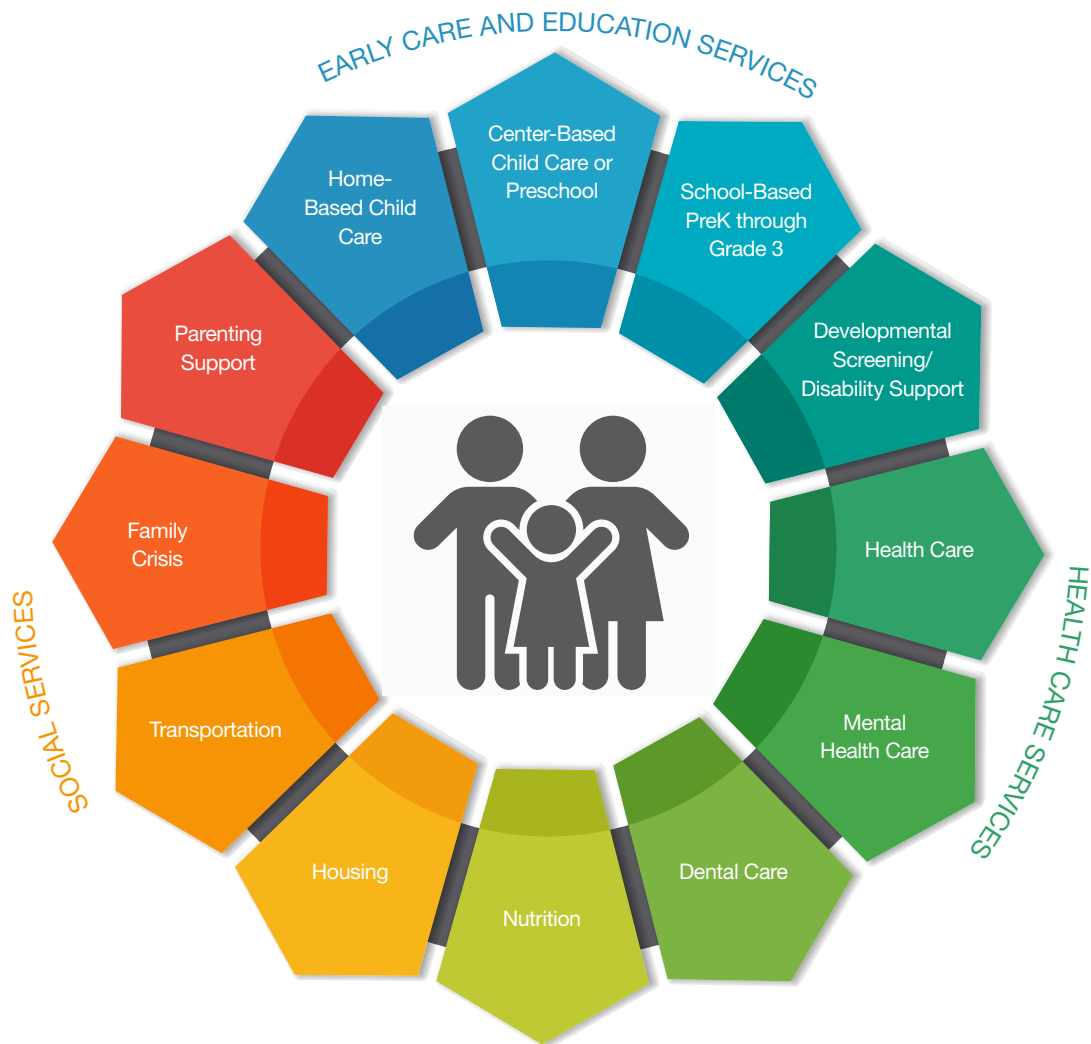 EARLY CARE AND EDUCATION SERVICES
Center-Based
Child Care or
Preschool
School-Based
PreK through
Grade 3
Developmental
Screening/
Disability Support
Health Care
Mental
Health Care
Dental Care
Nutrition
Housing
Transportation
Family
Crisis
Parenting
Support
Home-
Based Child
Care
HEALTH CARE SERVICES
SOCIAL SERVICES